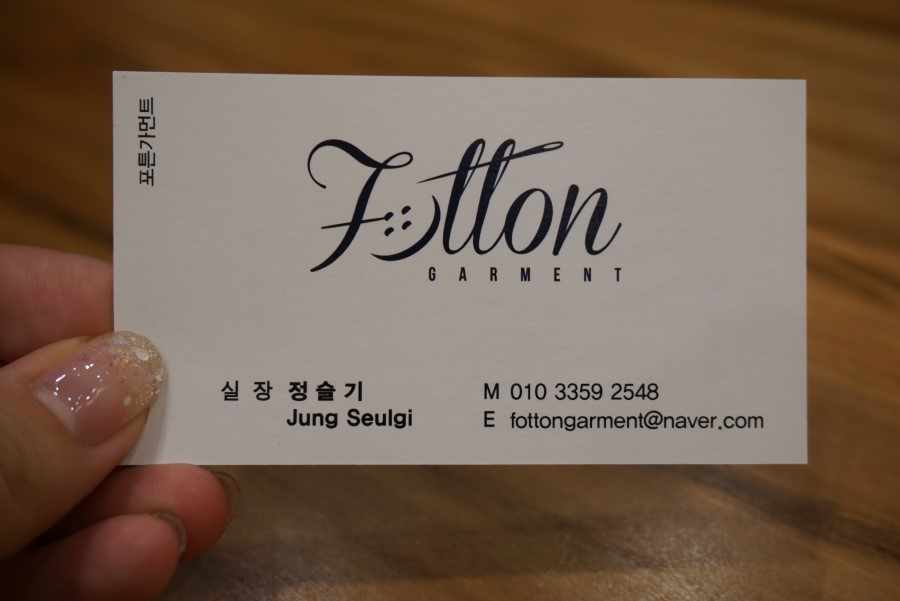 포튼가먼트
Fotton
GARMENT
실 장 정 슬 기
Jung Seulgi
M 010 3359 2548
E fottongarment@naver.com